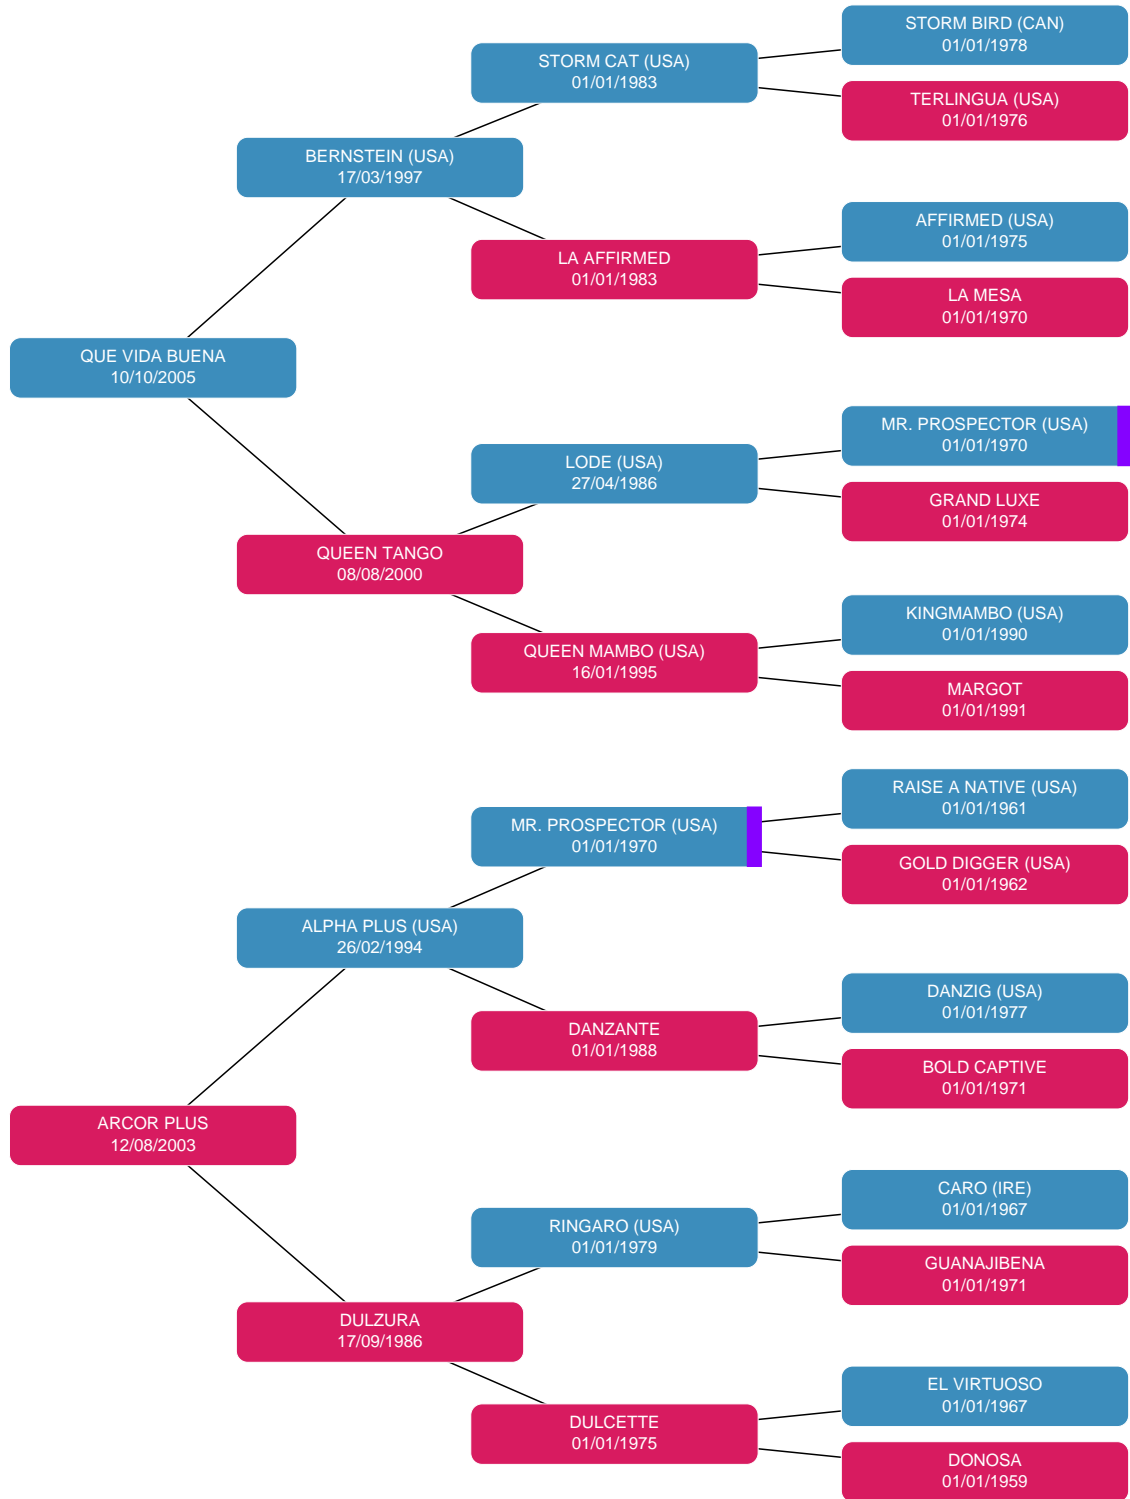 STORM BIRD (CAN)
01/01/1978
STORM CAT (USA)
01/01/1983
TERLINGUA (USA)
01/01/1976
BERNSTEIN (USA)
17/03/1997
AFFIRMED (USA)
01/01/1975
LA AFFIRMED
01/01/1983
LA MESA
01/01/1970
QUE VIDA BUENA
10/10/2005
MR. PROSPECTOR (USA)
01/01/1970
LODE (USA)
27/04/1986
GRAND LUXE
01/01/1974
QUEEN TANGO
08/08/2000
KINGMAMBO (USA)
01/01/1990
QUEEN MAMBO (USA)
16/01/1995
MARGOT
01/01/1991
RAISE A NATIVE (USA)
01/01/1961
MR. PROSPECTOR (USA)
01/01/1970
GOLD DIGGER (USA)
01/01/1962
ALPHA PLUS (USA)
26/02/1994
DANZIG (USA)
01/01/1977
DANZANTE
01/01/1988
BOLD CAPTIVE
01/01/1971
ARCOR PLUS
12/08/2003
CARO (IRE)
01/01/1967
RINGARO (USA)
01/01/1979
GUANAJIBENA
01/01/1971
DULZURA
17/09/1986
EL VIRTUOSO
01/01/1967
DULCETTE
01/01/1975
DONOSA
01/01/1959